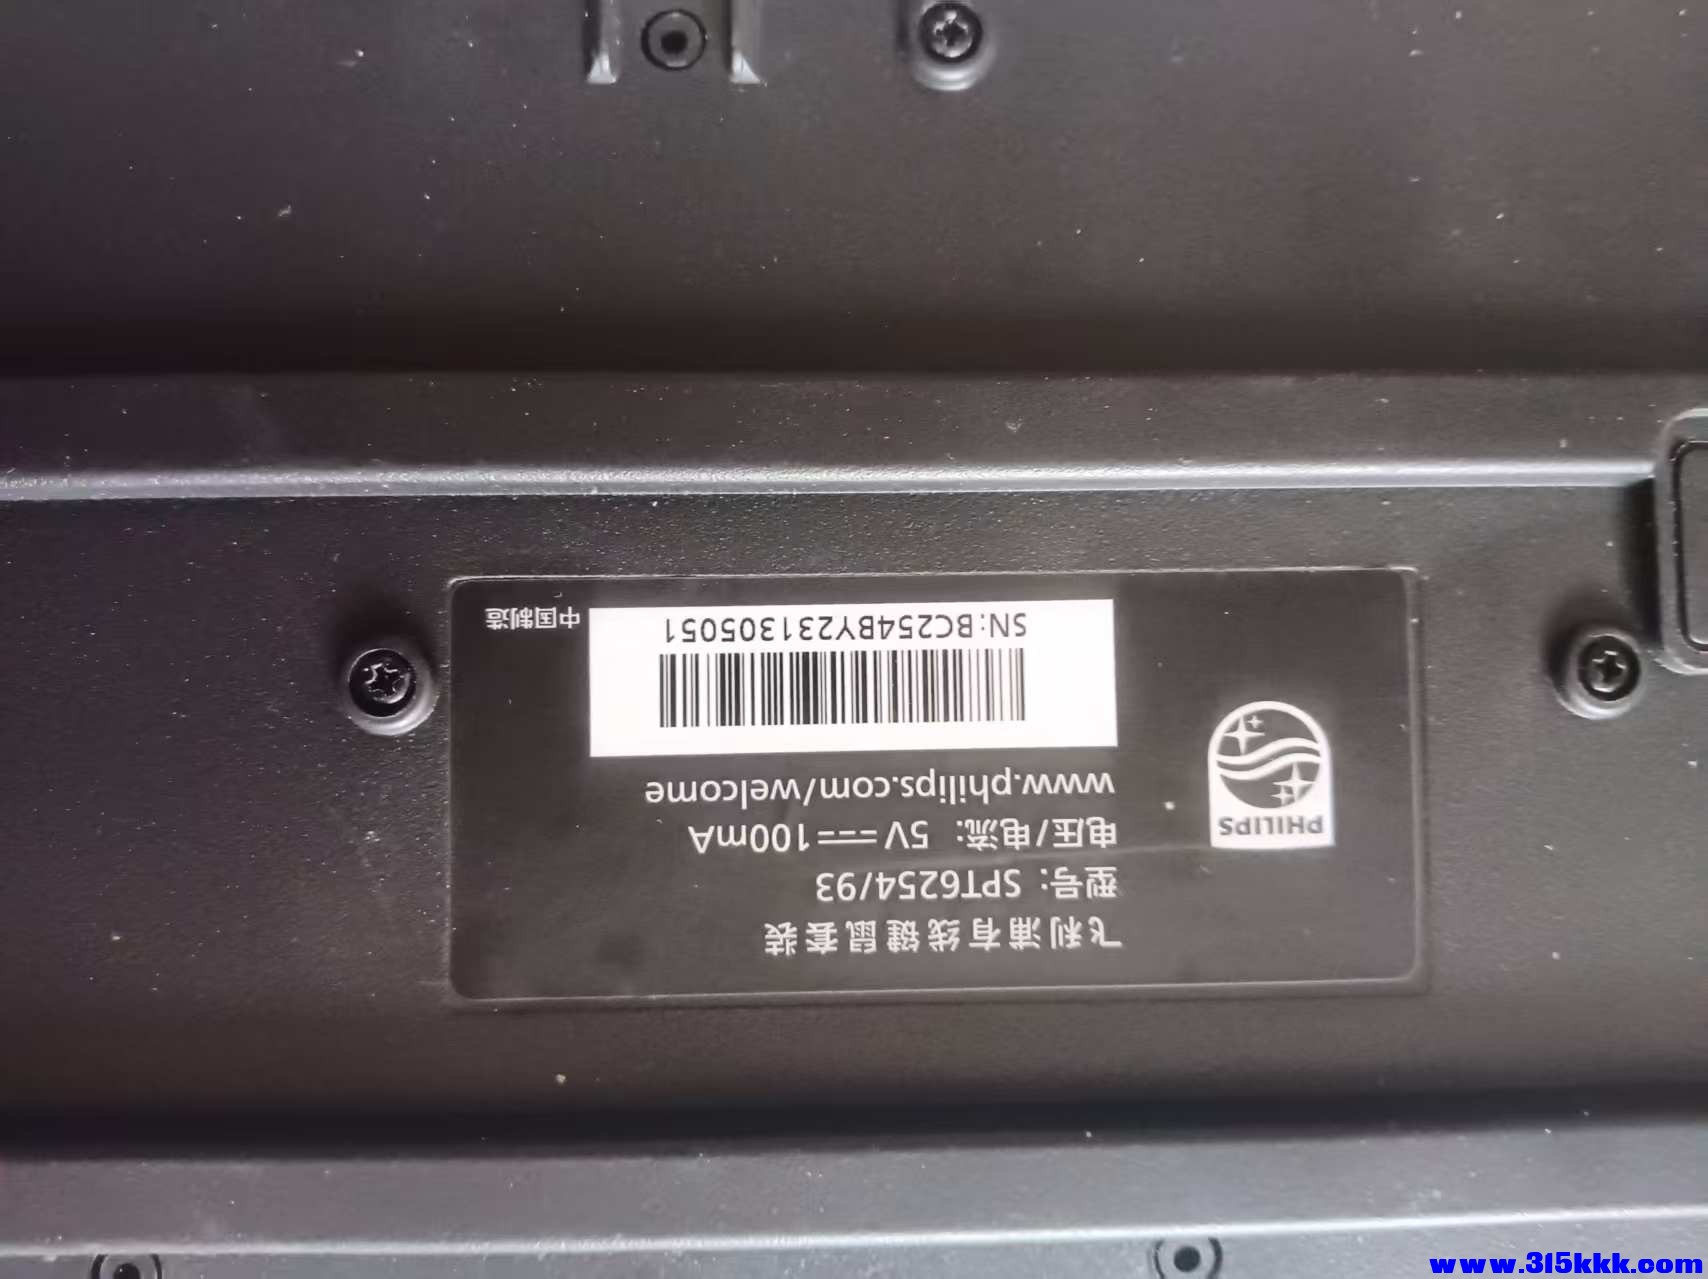 飞利浦有线键鼠套装
型号: SPT6254/93
电压/电流: 5V⎓100mA
www.philips.com/welcome
SN:BC254BY231305051
中国制造
PHILIPS
www.315kkk.com